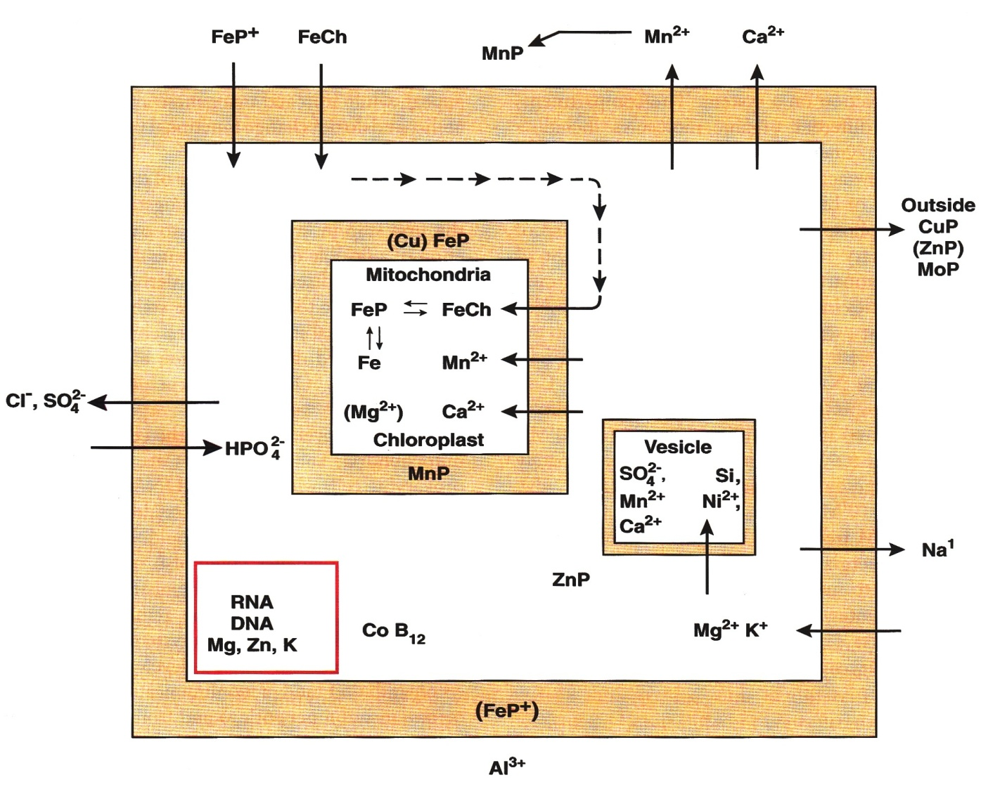 FeP⁺
FeCh
MnP
Mn²⁺
Ca²⁺
Outside
CuP
(ZnP)
MoP
(Cu) FeP
Mitochondria
FeP ⇄ FeCh
Fe
Mn²⁺
(Mg²⁺)
Ca²⁺
Chloroplast
MnP
Cl⁻, SO₄²⁻
HPO₄²⁻
Vesicle
SO₄²⁻, Si,
Mn²⁺ Ni²⁺,
Ca²⁺
Na¹
ZnP
RNA
DNA
Mg, Zn, K
Co B₁₂
Mg²⁺ K⁺
(FeP⁺)
Al³⁺